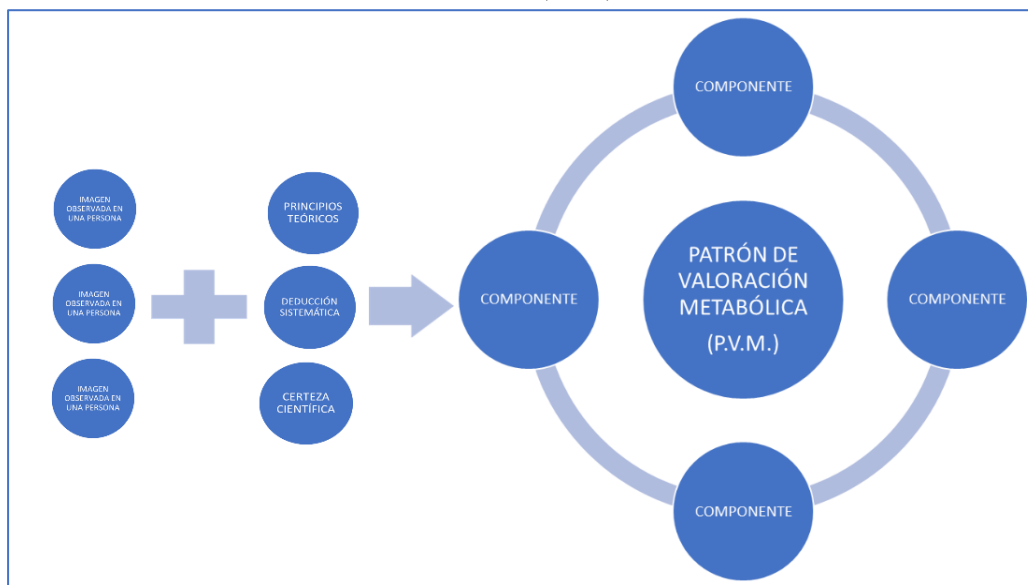 IMAGEN
OBSERVADA EN
UNA PERSONA
IMAGEN
OBSERVADA EN
UNA PERSONA
IMAGEN
OBSERVADA EN
UNA PERSONA
PRINCIPIOS
TEÓRICOS
DEDUCCIÓN
SISTEMÁTICA
CERTEZA
CIENTÍFICA
COMPONENTE
COMPONENTE
PATRÓN DE
VALORACIÓN
METABÓLICA
(P.V.M.)
COMPONENTE
COMPONENTE